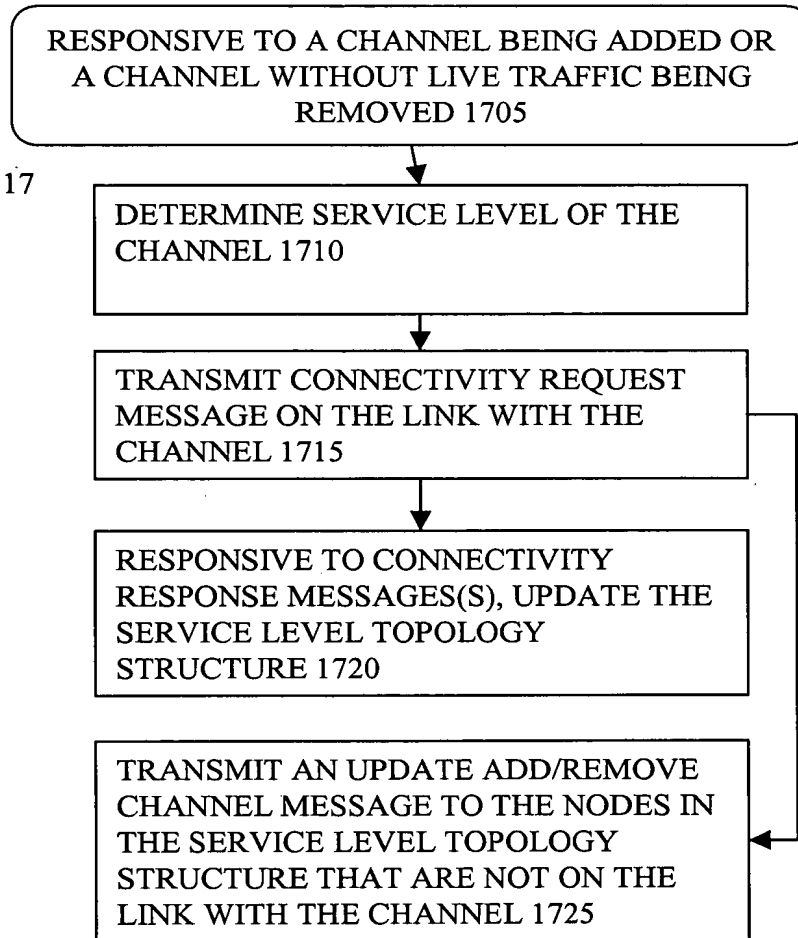 RESPONSIVE TO A CHANNEL BEING ADDED OR
A CHANNEL WITHOUT LIVE TRAFFIC BEING
REMOVED 1705
17
DETERMINE SERVICE LEVEL OF THE
CHANNEL 1710
TRANSMIT CONNECTIVITY REQUEST
MESSAGE ON THE LINK WITH THE
CHANNEL 1715
RESPONSIVE TO CONNECTIVITY
RESPONSE MESSAGES(S), UPDATE THE
SERVICE LEVEL TOPOLOGY
STRUCTURE 1720
TRANSMIT AN UPDATE ADD/REMOVE
CHANNEL MESSAGE TO THE NODES IN
THE SERVICE LEVEL TOPOLOGY
STRUCTURE THAT ARE NOT ON THE
LINK WITH THE CHANNEL 1725